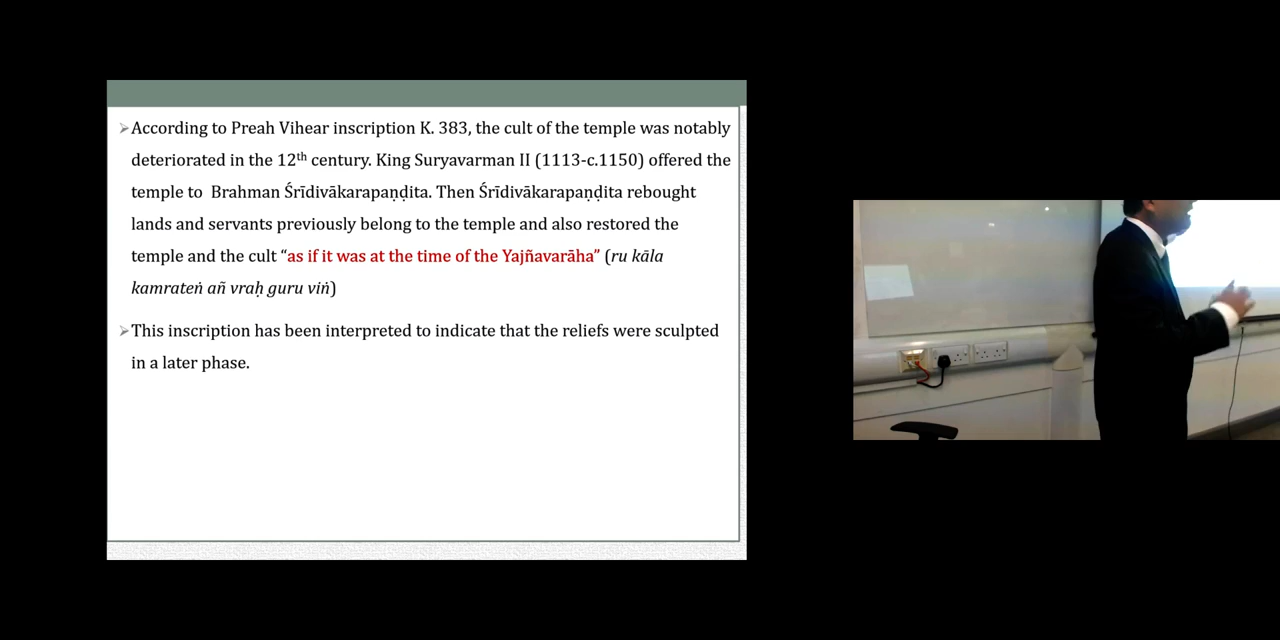 ➢According to Preah Vihear inscription K. 383, the cult of the temple was notably
deteriorated in the 12th century. King Suryavarman II (1113-c.1150) offered the
temple to Brahman Śrīdivākarapaṇḍita. Then Śrīdivākarapaṇḍita rebought
lands and servants previously belong to the temple and also restored the
temple and the cult “as if it was at the time of the Yajñavarāha” (ru kāla
kamrateṅ añ vraḥ guru viṅ)
➢This inscription has been interpreted to indicate that the reliefs were sculpted
in a later phase.